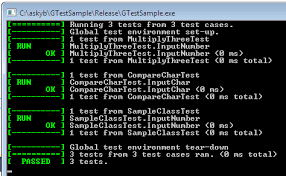 C:\askyb\GTestSample\Release\GTestSample.exe
[==========] Running 3 tests from 3 test cases.
[----------] Global test environment set-up.
[----------] 1 test from MultiplyThreeTest
[ RUN      ] MultiplyThreeTest.InputNumber
[       OK ] MultiplyThreeTest.InputNumber (0 ms)
[----------] 1 test from MultiplyThreeTest (0 ms total)
[----------] 1 test from CompareCharTest
[ RUN      ] CompareCharTest.InputChar
[       OK ] CompareCharTest.InputChar (0 ms)
[----------] 1 test from CompareCharTest (0 ms total)
[----------] 1 test from SampleClassTest
[ RUN      ] SampleClassTest.InputNumber
[       OK ] SampleClassTest.InputNumber (0 ms)
[----------] 1 test from SampleClassTest (0 ms total)
[----------] Global test environment tear-down
[==========] 3 tests from 3 test cases ran. (0 ms total)
[  PASSED  ] 3 tests.